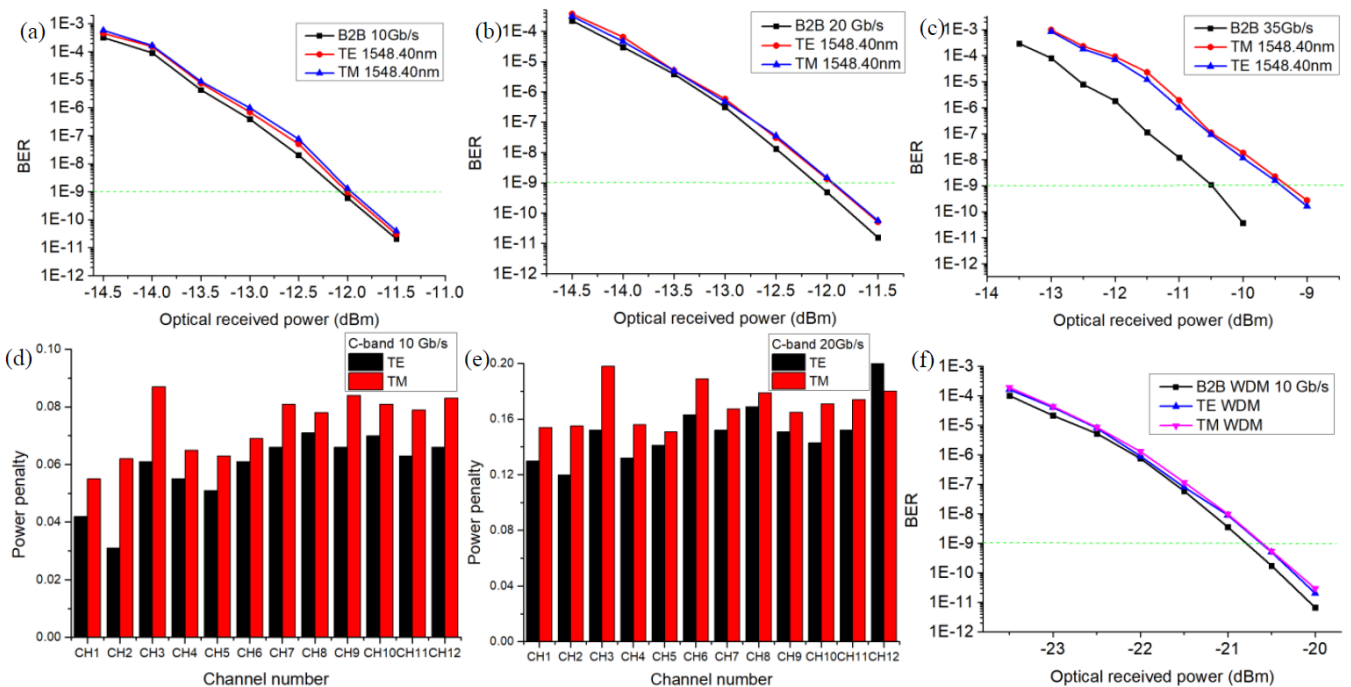 (a)
B2B 10Gb/s
TE 1548.40nm
TM 1548.40nm
1E-3
1E-4
1E-5
1E-6
1E-7
1E-8
1E-9
1E-10
1E-11
1E-12
BER
-14.5 -14.0 -13.5 -13.0 -12.5 -12.0 -11.5 -11.0
Optical received power (dBm)
(b)
B2B 20 Gb/s
TE 1548.40nm
TM 1548.40nm
1E-3
1E-4
1E-5
1E-6
1E-7
1E-8
1E-9
1E-10
1E-11
1E-12
BER
-14.5 -14.0 -13.5 -13.0 -12.5 -12.0 -11.5
Optical received power (dBm)
(c)
B2B 35Gb/s
TM 1548.40nm
TE 1548.40nm
1E-3
1E-4
1E-5
1E-6
1E-7
1E-8
1E-9
1E-10
1E-11
1E-12
BER
-14 -13 -12 -11 -10 -9
Optical received power (dBm)
(d)
C-band 10 Gb/s
TE
TM
0.10
0.08
0.06
0.04
0.02
0.00
Power penalty
CH1 CH2 CH3 CH4 CH5 CH6 CH7 CH8 CH9 CH10 CH11 CH12
Channel number
(e)
C-band 20Gb/s
TE
TM
0.20
0.16
0.12
0.08
0.04
0.00
Power penalty
CH1 CH2 CH3 CH4 CH5 CH6 CH7 CH8 CH9 CH10 CH11 CH12
Channel number
(f)
B2B WDM 10 Gb/s
TE WDM
TM WDM
1E-3
1E-4
1E-5
1E-6
1E-7
1E-8
1E-9
1E-10
1E-11
1E-12
BER
-23 -22 -21 -20
Optical received power (dBm)